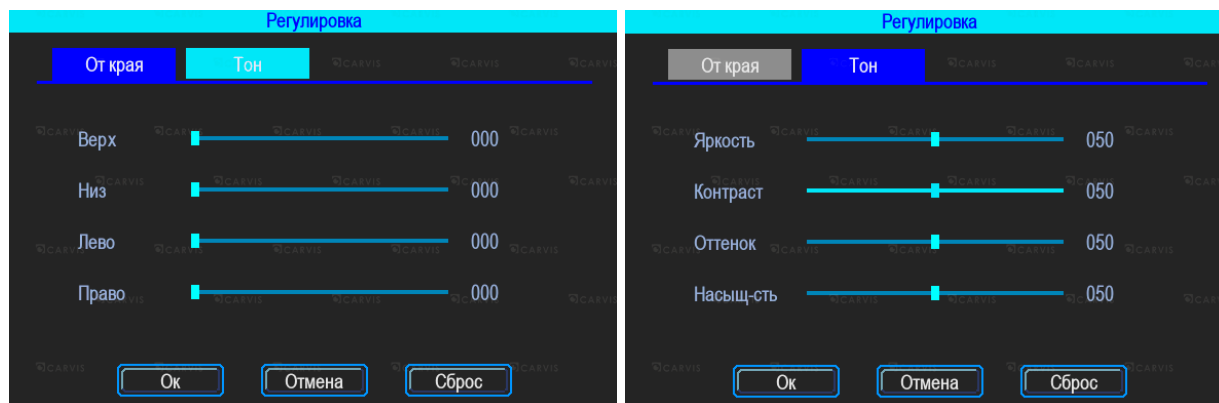 Регулировка
От края Тон
Верх 000
Низ 000
Лево 000
Право 000
Ок Отмена Сброс
Регулировка
От края Тон
Яркость 050
Контраст 050
Оттенок 050
Насыщ-сть 050
Ок Отмена Сброс
CARVIS